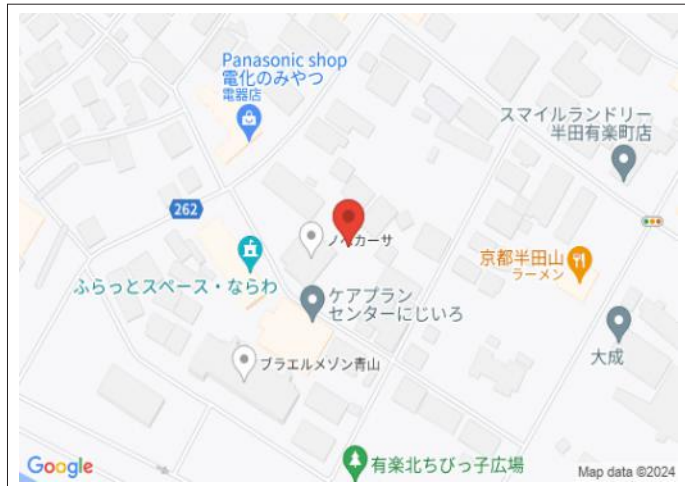 Panasonic shop
電化のみやつ
電器店
スマイルランドリー
半田有楽町店
262
ノベカーサ
京都半田山
ラーメン
ふらっとスペース・ならわ
ケアプラン
センターにじいろ
大成
プラエルメゾン青山
有楽北ちびっ子広場
Google
Map data ©2024